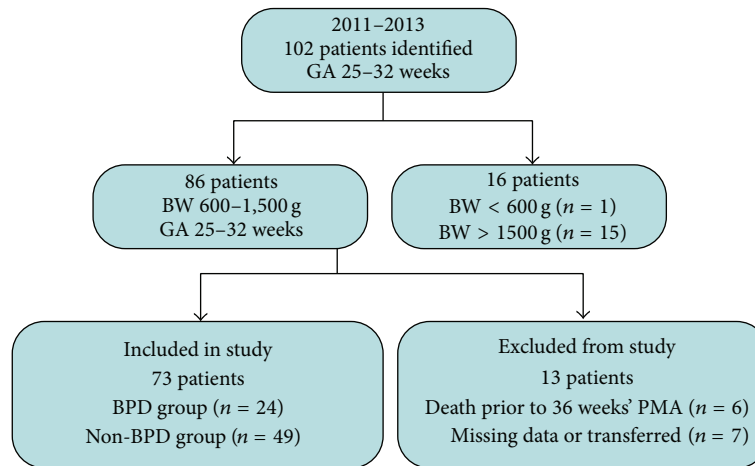 2011–2013
102 patients identified
GA 25–32 weeks
86 patients
BW 600–1,500 g
GA 25–32 weeks
16 patients
BW < 600 g (n = 1)
BW > 1500 g (n = 15)
Included in study
73 patients
BPD group (n = 24)
Non-BPD group (n = 49)
Excluded from study
13 patients
Death prior to 36 weeks' PMA (n = 6)
Missing data or transferred (n = 7)